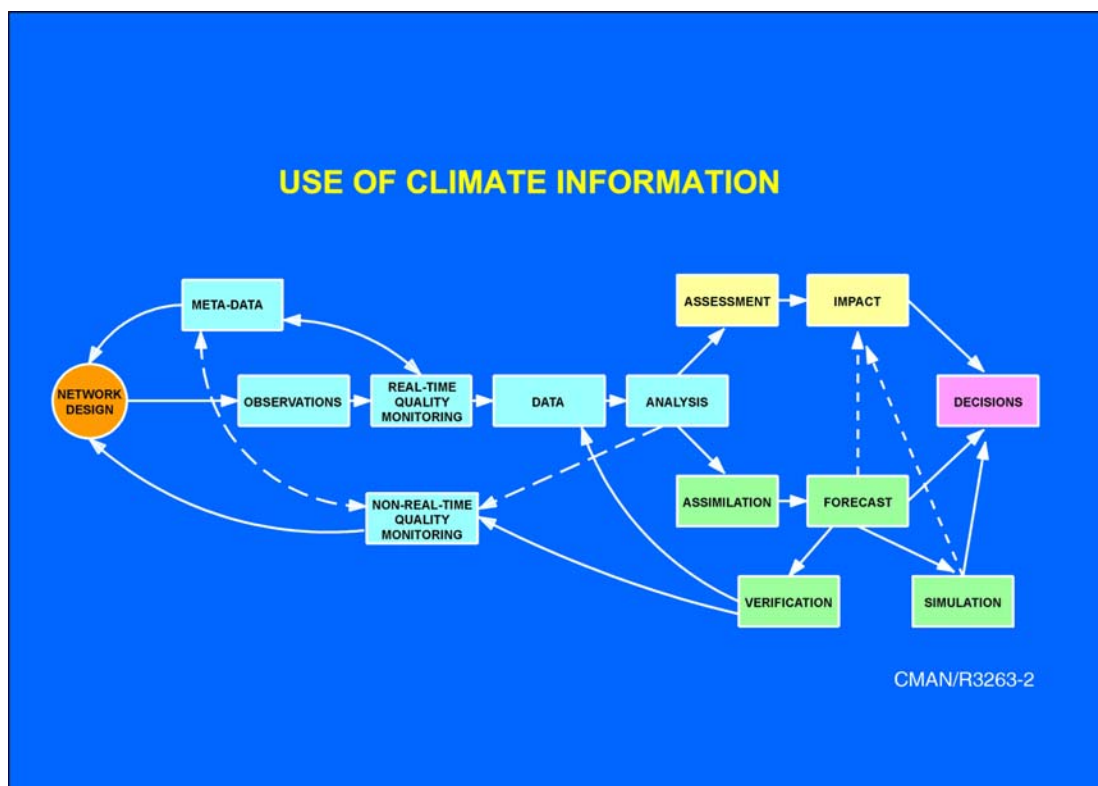 USE OF CLIMATE INFORMATION
META-DATA
ASSESSMENT
IMPACT
NETWORK
DESIGN
OBSERVATIONS
REAL-TIME
QUALITY
MONITORING
DATA
ANALYSIS
DECISIONS
NON-REAL-TIME
QUALITY
MONITORING
ASSIMILATION
FORECAST
VERIFICATION
SIMULATION
CMAN/R3263-2